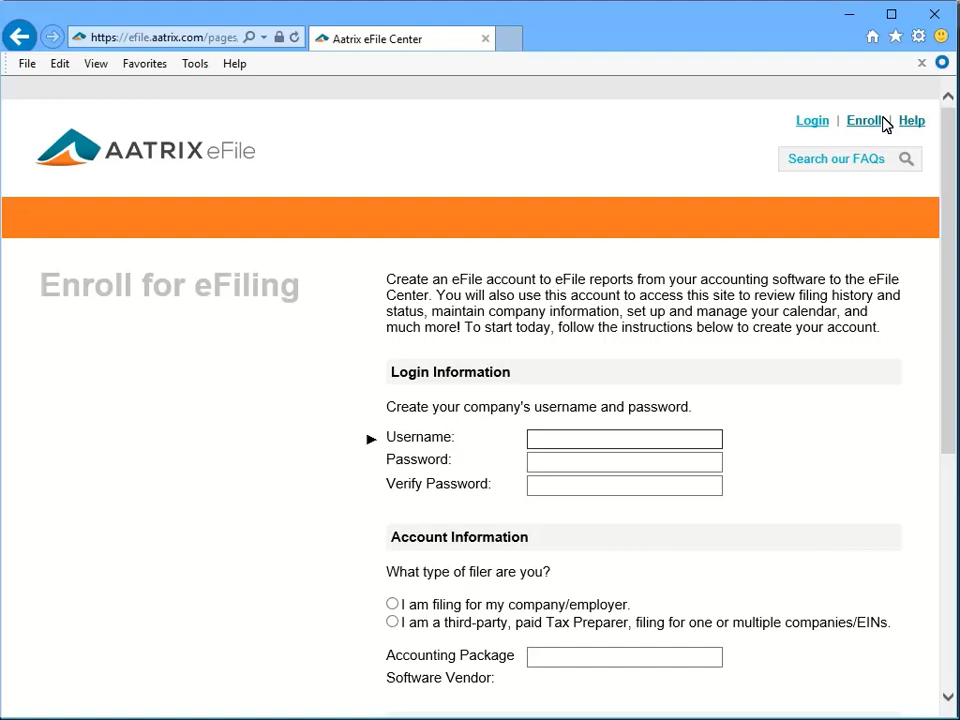 https://efile.aatrix.com/pages
Aatrix eFile Center
File Edit View Favorites Tools Help
Login | Enroll | Help
AATRIX eFile
Search our FAQs
Enroll for eFiling
Create an eFile account to eFile reports from your accounting software to the eFile
Center. You will also use this account to access this site to review filing history and
status, maintain company information, set up and manage your calendar, and
much more! To start today, follow the instructions below to create your account.
Login Information
Create your company's username and password.
Username:
Password:
Verify Password:
Account Information
What type of filer are you?
I am filing for my company/employer.
I am a third-party, paid Tax Preparer, filing for one or multiple companies/EINs.
Accounting Package
Software Vendor: